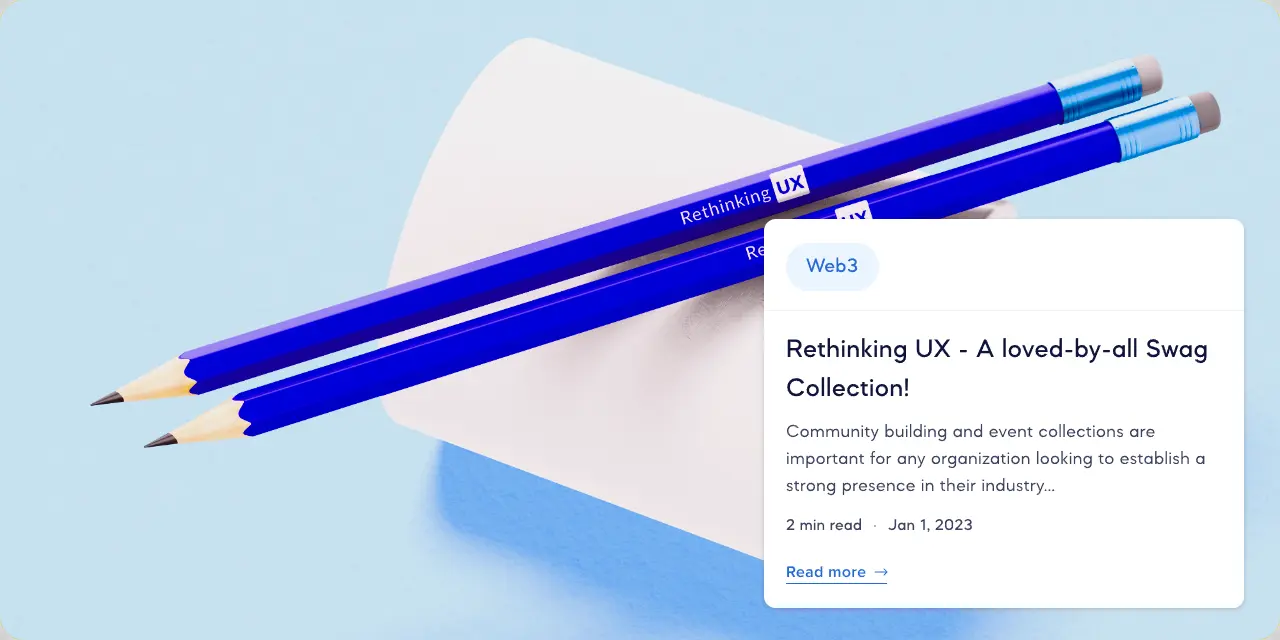 Rethinking UX
Re
UX
Web3
Rethinking UX - A loved-by-all Swag
Collection!
Community building and event collections are
important for any organization looking to establish a
strong presence in their industry...
2 min read · Jan 1, 2023
Read more →